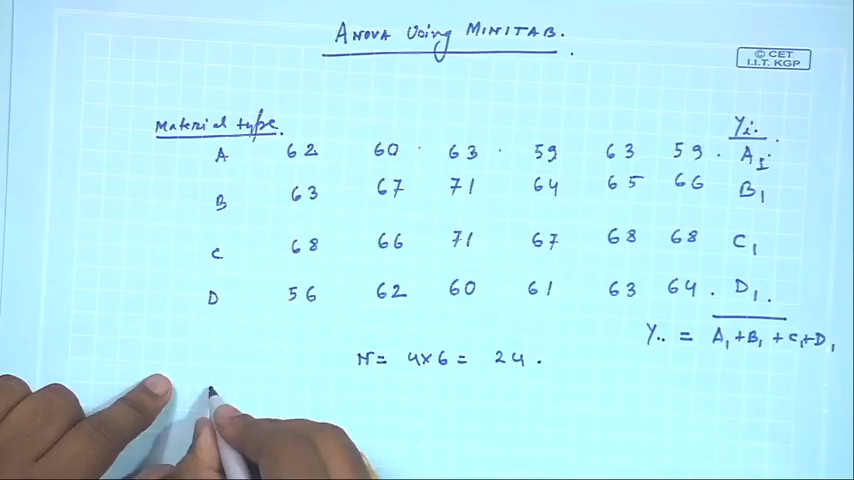 ANOVA Using MINITAB.
© CET
I.I.T. KGP
Material type. Yi.
A 62 60 63 59 63 59 A1
B 63 67 71 64 65 66 B1
C 68 66 71 67 68 68 C1
D 56 62 60 61 63 64 D1
Y.. = A1+B1+C1+D1
N = 4x6 = 24.